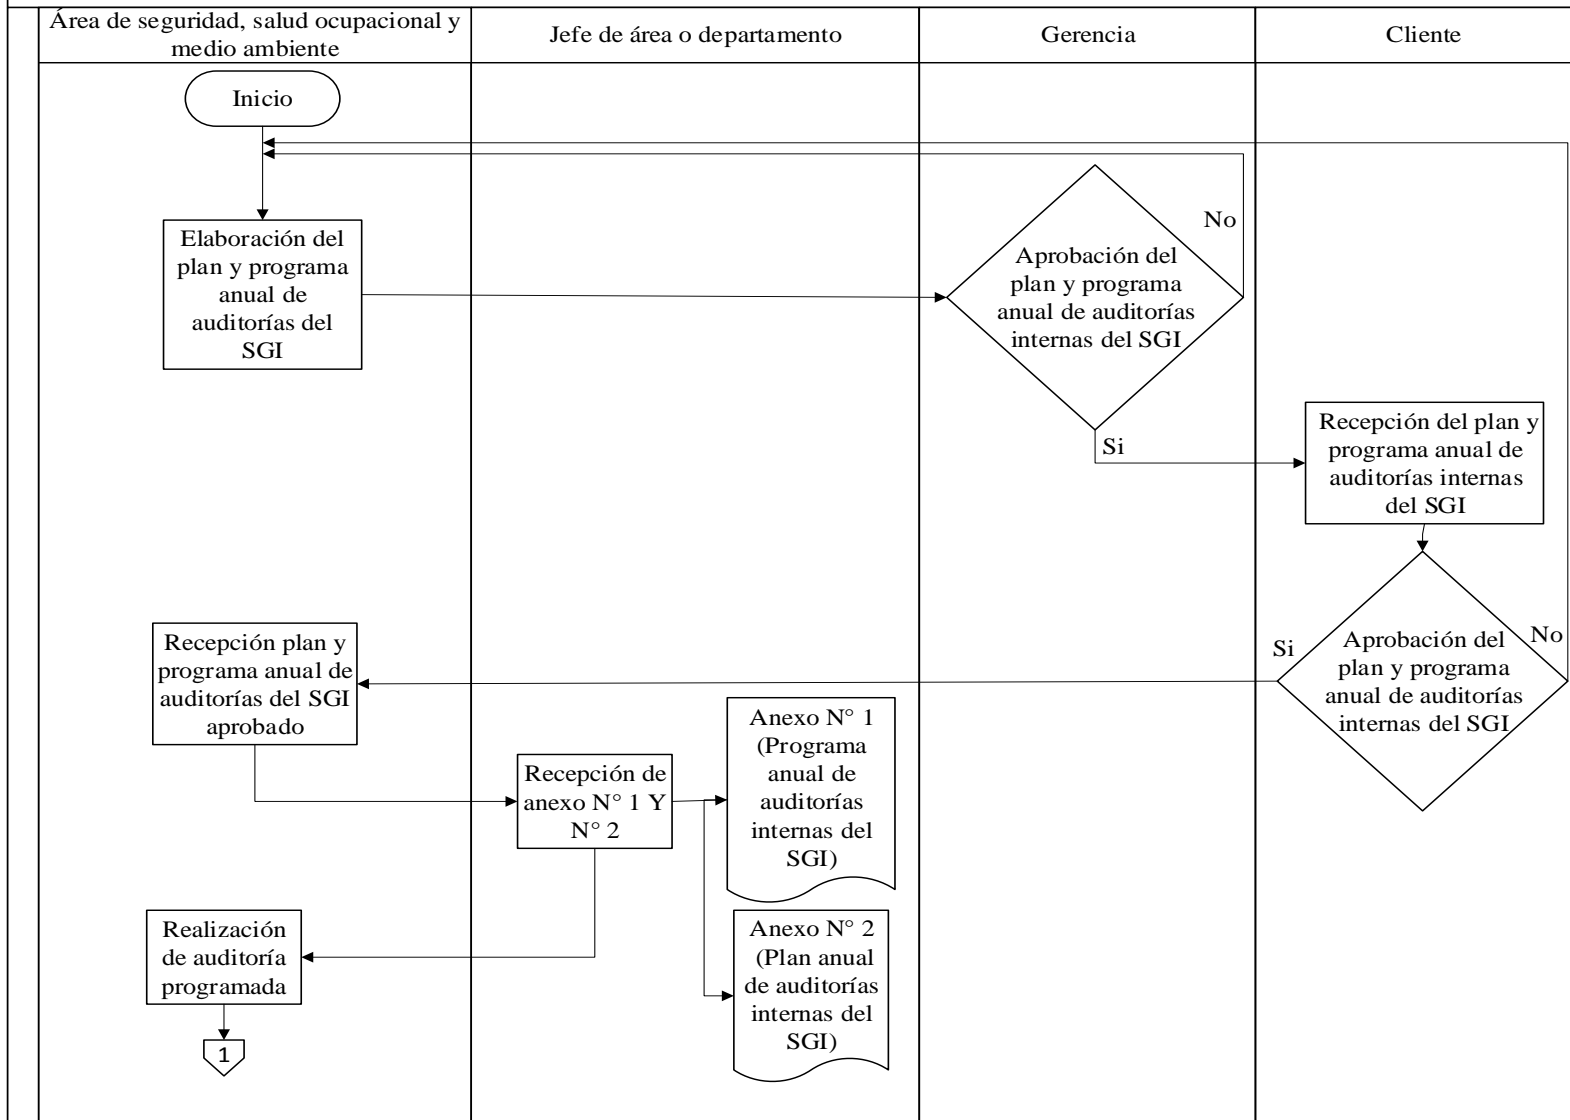 Área de seguridad, salud ocupacional y
medio ambiente
Jefe de área o departamento
Gerencia
Cliente
Inicio
Elaboración del
plan y programa
anual de
auditorías del
SGI
No
Aprobación del
plan y programa
anual de auditorías
internas del SGI
Si
Recepción del plan y
programa anual de
auditorías internas
del SGI
Si
No
Aprobación del
plan y programa
anual de auditorías
internas del SGI
Recepción plan y
programa anual de
auditorías del SGI
aprobado
Recepción de
anexo N° 1 Y
N° 2
Anexo N° 1
(Programa
anual de
auditorías
internas del
SGI)
Anexo N° 2
(Plan anual
de auditorías
internas del
SGI)
Realización
de auditoría
programada
1